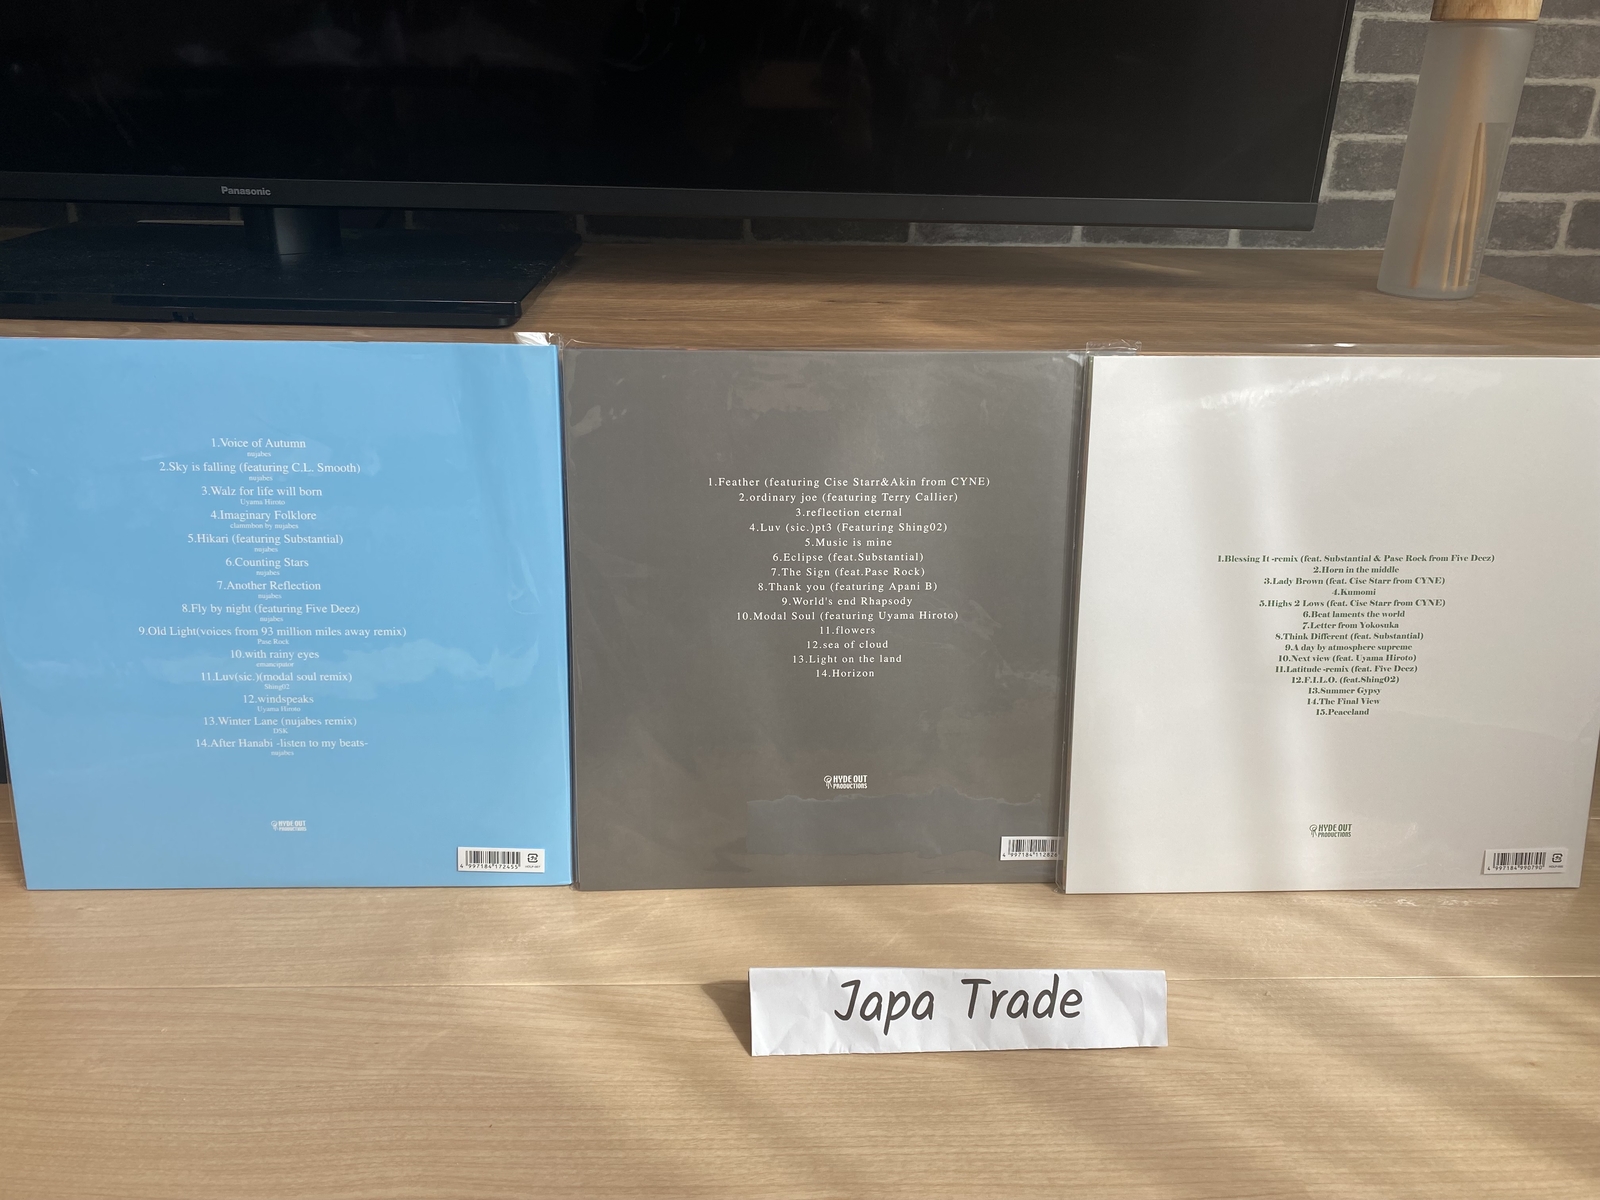 Panasonic
1.Voice of Autumn
nujabes
2.Sky is falling (featuring C.L. Smooth)
nujabes
3.Walz for life will born
Uyama Hiroto
4.Imaginary Folklore
clammbon by nujabes
5.Hikari (featuring Substantial)
nujabes
6.Counting Stars
nujabes
7.Another Reflection
nujabes
8.Fly by night (featuring Five Deez)
nujabes
9.Old Light(voices from 93 million miles away remix)
Pase Rock
10.with rainy eyes
emancipator
11.Luv(sic.)(modal soul remix)
Shing02
12.windspeaks
Uyama Hiroto
13.Winter Lane (nujabes remix)
DSK
14.After Hanabi -listen to my beats-
nujabes
HYDE OUT
PRODUCTIONS
4 997184 172455
1.Feather (featuring Cise Starr&Akin from CYNE)
2.ordinary joe (featuring Terry Callier)
3.reflection eternal
4.Luv (sic.)pt3 (Featuring Shing02)
5.Music is mine
6.Eclipse (feat.Substantial)
7.The Sign (feat.Pase Rock)
8.Thank you (featuring Apani B)
9.World's end Rhapsody
10.Modal Soul (featuring Uyama Hiroto)
11.flowers
12.sea of cloud
13.Light on the land
14.Horizon
HYDE OUT
PRODUCTIONS
4 997184 112826
1.Blessing It-remix (feat. Substantial & Pase Rock from Five Deez)
2.Horn in the middle
3.Lady Brown (feat. Cise Starr from CYNE)
4.Kumomi
5.Highs 2 Lows (feat. Cise Starr from CYNE)
6.Beat laments the world
7.Letter from Yokosuka
8.Think Different (feat. Substantial)
9.A day by atmosphere supreme
10.Next view (feat. Uyama Hiroto)
11.Latitude-remix (feat. Five Deez)
12.F.I.L.O. (feat.Shing02)
13.Summer Gypsy
14.The Final View
15.Peaceland
HYDE OUT
PRODUCTIONS
4 997184 990790
Japa Trade